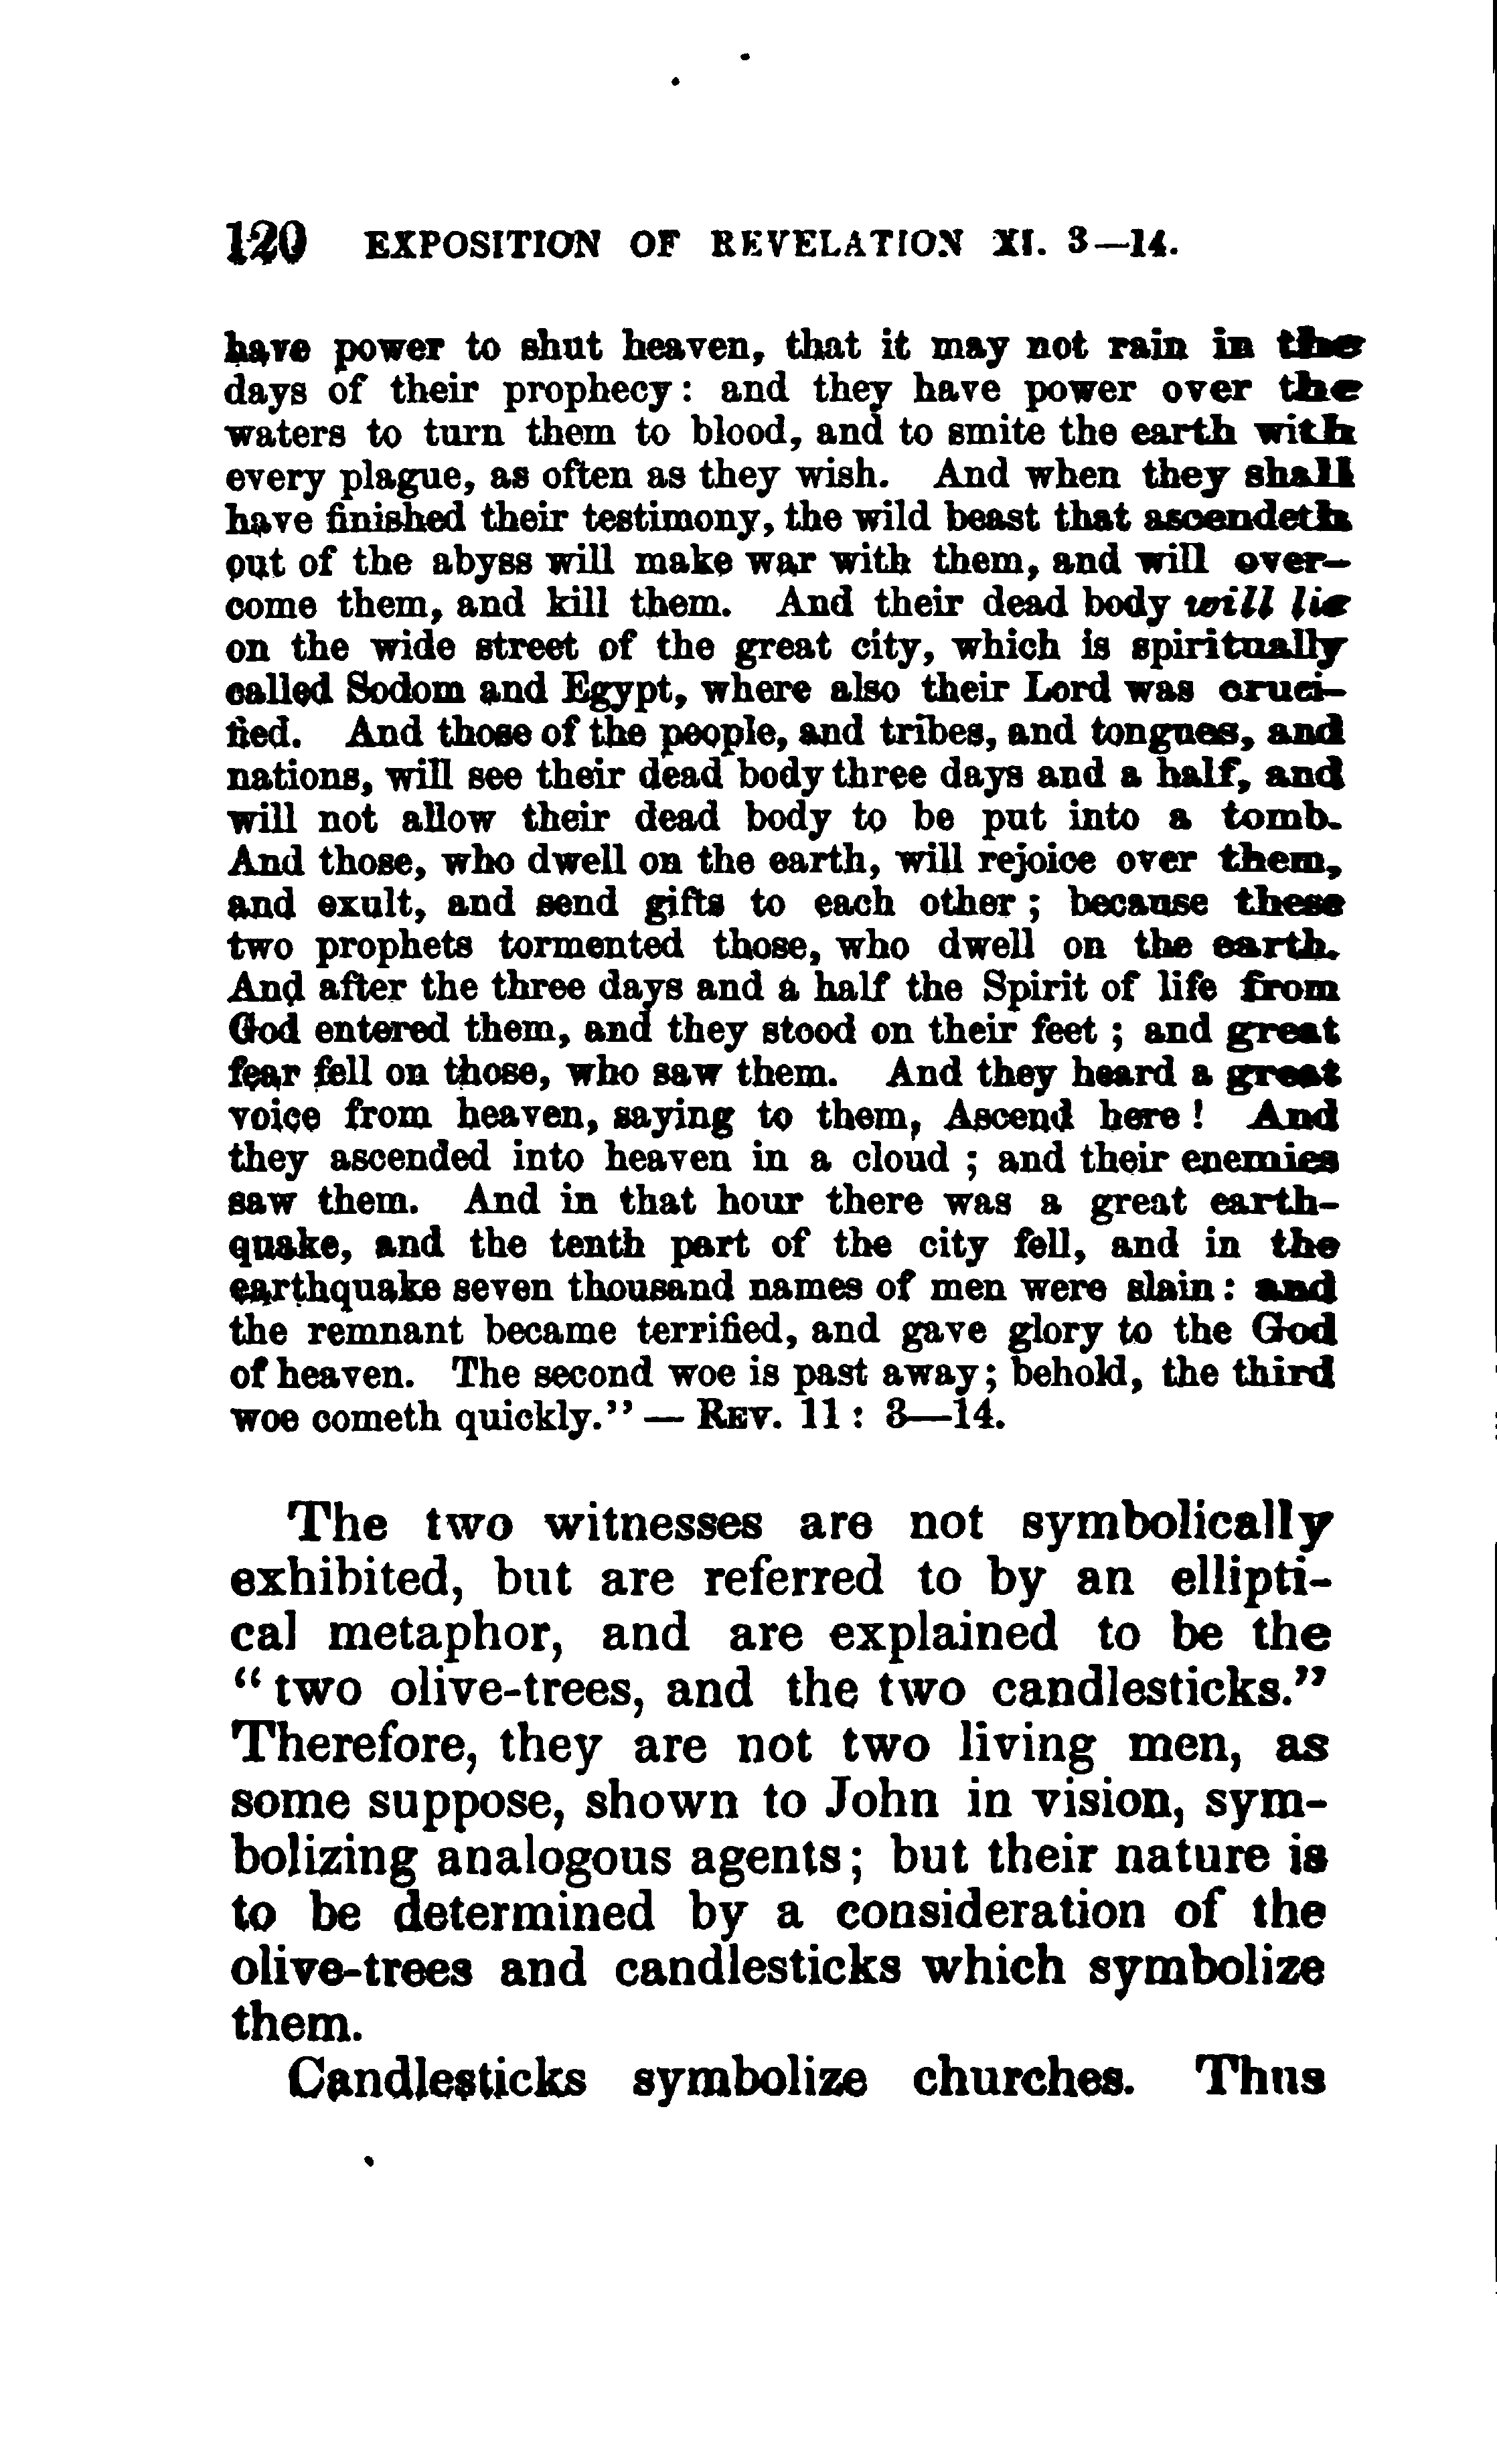 120 EXPOSITION OF REVELATION XI. 3—14.
have power to shut heaven, that it may not rain in the
days of their prophecy: and they have power over the
waters to turn them to blood, and to smite the earth with
every plague, as often as they wish. And when they shall
have finished their testimony, the wild beast that ascendeth
out of the abyss will make war with them, and will over-
come them, and kill them. And their dead body will lie
on the wide street of the great city, which is spiritually
called Sodom and Egypt, where also their Lord was cruci-
fied. And those of the people, and tribes, and tongues, and
nations, will see their dead body three days and a half, and
will not allow their dead body to be put into a tomb.
And those, who dwell on the earth, will rejoice over them,
and exult, and send gifts to each other; because these
two prophets tormented those, who dwell on the earth.
And after the three days and a half the Spirit of life from
God entered them, and they stood on their feet; and great
fear fell on those, who saw them. And they heard a great
voice from heaven, saying to them, Ascend here! And
they ascended into heaven in a cloud; and their enemies
saw them. And in that hour there was a great earth-
quake, and the tenth part of the city fell, and in the
earthquake seven thousand names of men were slain: and
the remnant became terrified, and gave glory to the God
of heaven. The second woe is past away; behold, the third
woe cometh quickly."—REV. 11: 3—14.
The two witnesses are not symbolically
exhibited, but are referred to by an ellipti-
cal metaphor, and are explained to be the
"two olive-trees, and the two candlesticks."
Therefore, they are not two living men, as
some suppose, shown to John in vision, sym-
bolizing analogous agents; but their nature is
to be determined by a consideration of the
olive-trees and candlesticks which symbolize
them.
Candlesticks symbolize churches. Thus